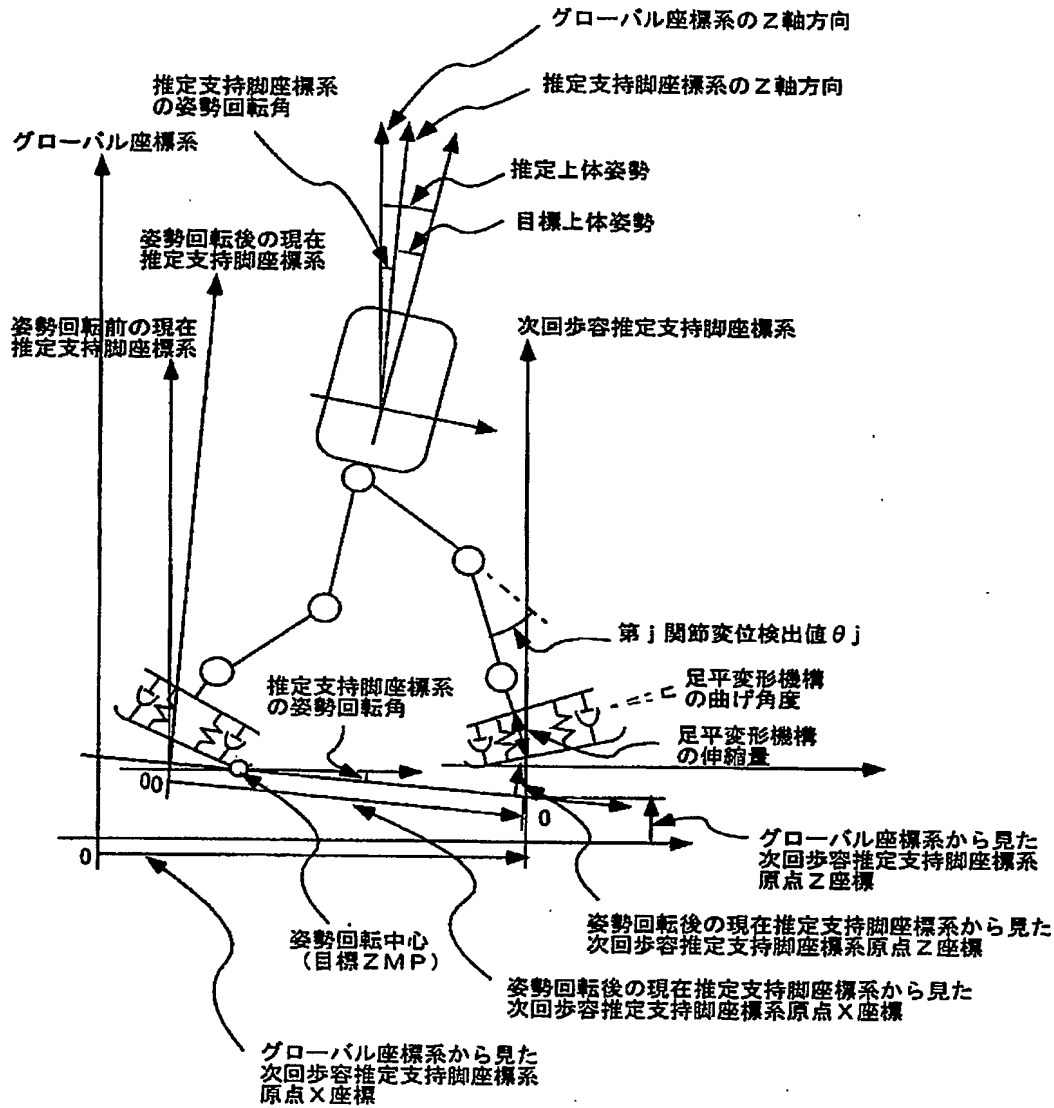 グローバル座標系のZ軸方向
推定支持脚座標系
の姿勢回転角
推定支持脚座標系のZ軸方向
グローバル座標系
推定上体姿勢
目標上体姿勢
姿勢回転後の現在
推定支持脚座標系
姿勢回転前の現在
推定支持脚座標系
次回歩容推定支持脚座標系
第j関節変位検出値θj
推定支持脚座標系
の姿勢回転角
足平変形機構
の曲げ角度
足平変形機構
の伸縮量
0
0
0
0
グローバル座標系から見た
次回歩容推定支持脚座標系
原点Z座標
姿勢回転中心
(目標ZMP)
姿勢回転後の現在推定支持脚座標系から見た
次回歩容推定支持脚座標系原点Z座標
姿勢回転後の現在推定支持脚座標系から見た
次回歩容推定支持脚座標系原点X座標
グローバル座標系から見た
次回歩容推定支持脚座標系
原点X座標